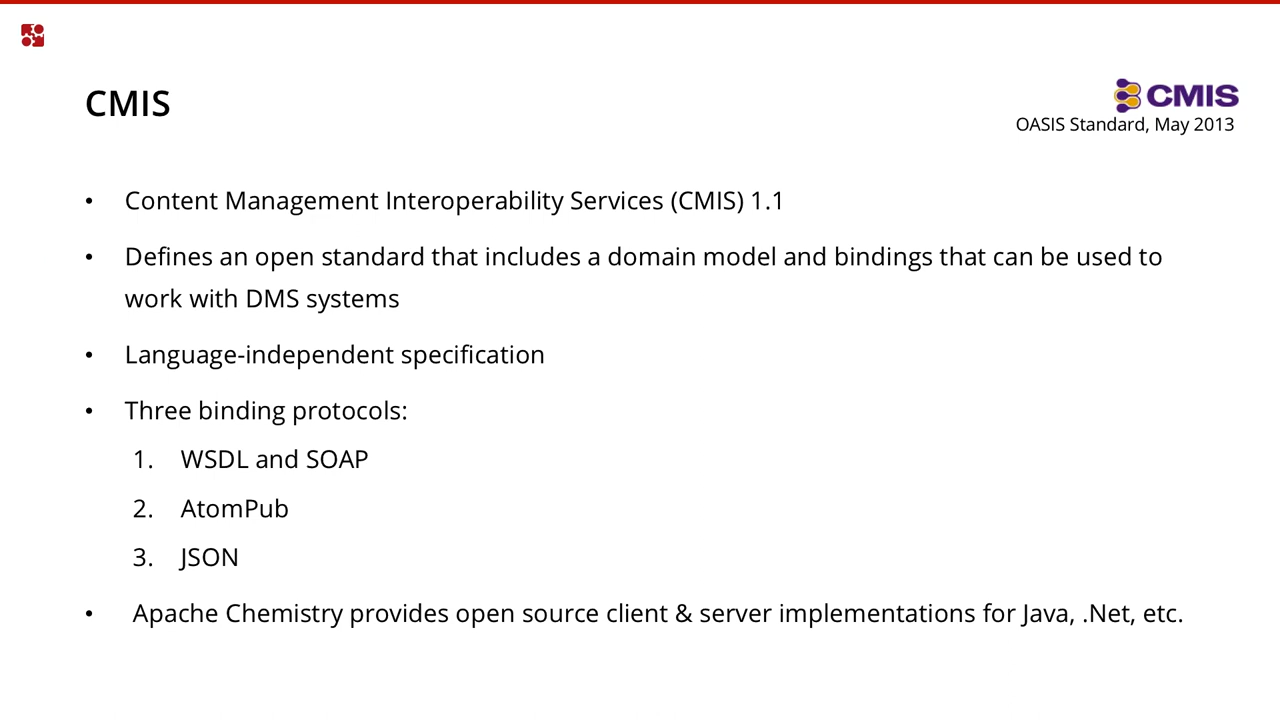 CMIS
CMIS
OASIS Standard, May 2013
• Content Management Interoperability Services (CMIS) 1.1
• Defines an open standard that includes a domain model and bindings that can be used to
work with DMS systems
• Language-independent specification
• Three binding protocols:
1. WSDL and SOAP
2. AtomPub
3. JSON
• Apache Chemistry provides open source client & server implementations for Java, .Net, etc.